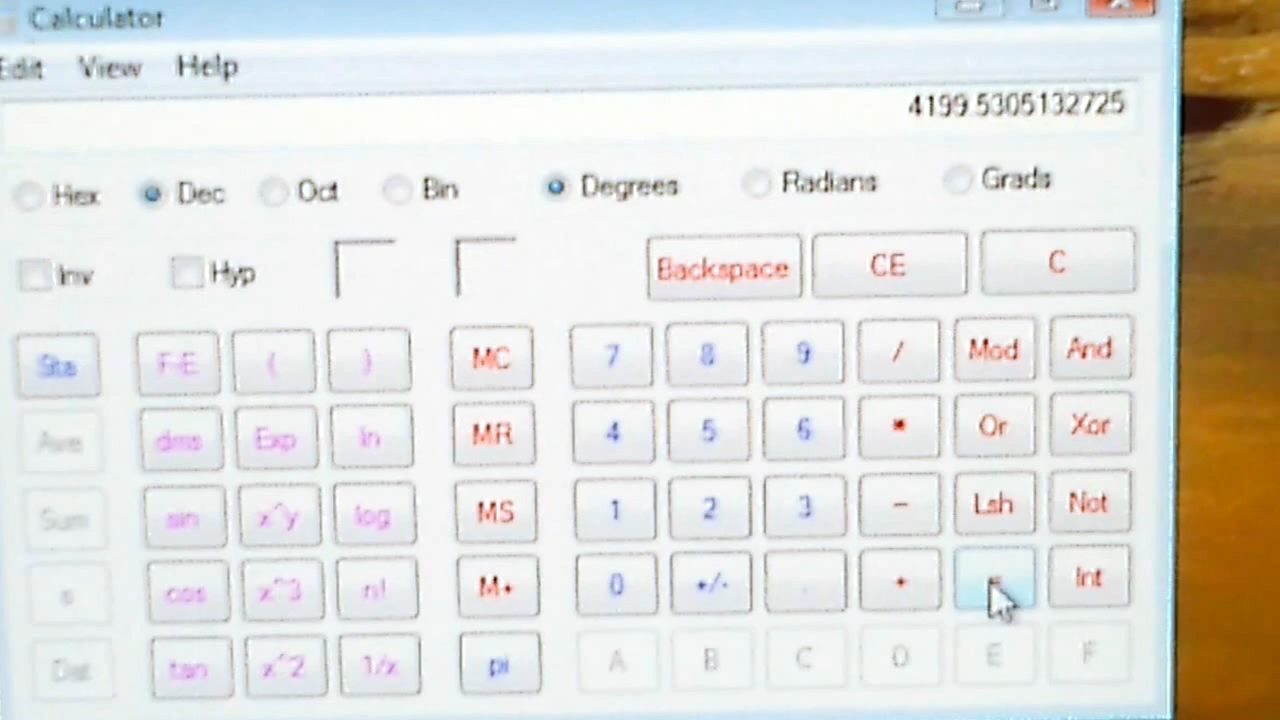 Calculator
Edit View Help
4199.5305132725
Hex Dec Oct Bin Degrees Radians Grads
Inv Hyp Backspace CE C
Sta F-E ( ) MC 7 8 9 / Mod And
Ave dms Exp ln MR 4 5 6 * Or Xor
Sum sin x^y log MS 1 2 3 - Lsh Not
s cos x^3 n! M+ 0 +/- . + = Int
Dat tan x^2 1/x pi A B C D E F